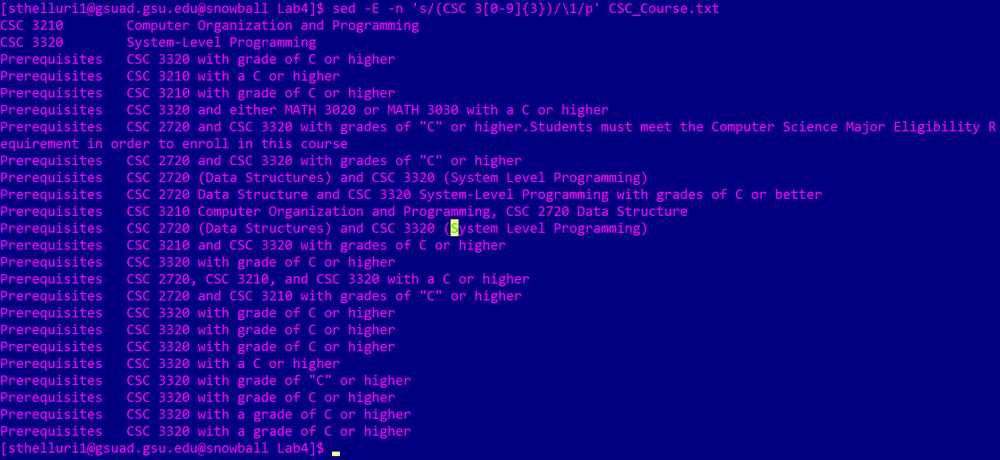 [sthelluri1@gsuad.gsu.edu@snowball Lab4]$ sed -E -n 's/(CSC 3[0-9]{3})/\1/p' CSC_Course.txt
CSC 3210        Computer Organization and Programming
CSC 3320        System-Level Programming
Prerequisites   CSC 3320 with grade of C or higher
Prerequisites   CSC 3210 with a C or higher
Prerequisites   CSC 3210 with grade of C or higher
Prerequisites   CSC 3320 and either MATH 3020 or MATH 3030 with a C or higher
Prerequisites   CSC 2720 and CSC 3320 with grades of "C" or higher.Students must meet the Computer Science Major Eligibility R
equirement in order to enroll in this course
Prerequisites   CSC 2720 and CSC 3320 with grades of "C" or higher
Prerequisites   CSC 2720 (Data Structures) and CSC 3320 (System Level Programming)
Prerequisites   CSC 2720 Data Structure and CSC 3320 System-Level Programming with grades of C or better
Prerequisites   CSC 3210 Computer Organization and Programming, CSC 2720 Data Structure
Prerequisites   CSC 2720 (Data Structures) and CSC 3320 (System Level Programming)
Prerequisites   CSC 3210 and CSC 3320 with grades of C or higher
Prerequisites   CSC 3320 with grade of C or higher
Prerequisites   CSC 2720, CSC 3210, and CSC 3320 with a C or higher
Prerequisites   CSC 2720 and CSC 3210 with grades of "C" or higher
Prerequisites   CSC 3320 with grade of C or higher
Prerequisites   CSC 3320 with grade of C or higher
Prerequisites   CSC 3320 with grade of C or higher
Prerequisites   CSC 3320 with a C or higher
Prerequisites   CSC 3320 with grade of "C" or higher
Prerequisites   CSC 3320 with grade of C or higher
Prerequisites   CSC 3320 with a grade of C or higher
Prerequisites   CSC 3320 with a grade of C or higher
[sthelluri1@gsuad.gsu.edu@snowball Lab4]$